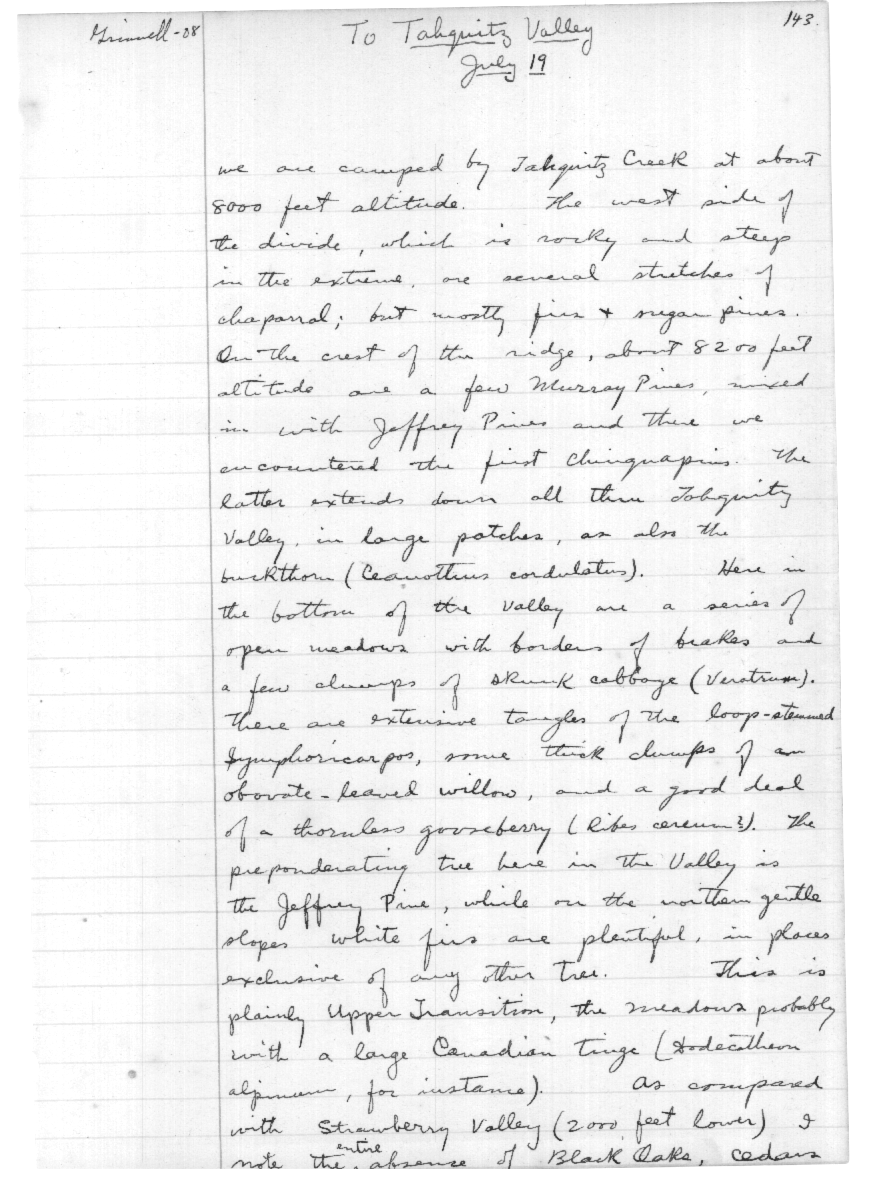 Grinnell-08
143.
To Tahquitz Valley
July 19
we are camped by Tahquitz Creek at about
8000 feet altitude. The west side of
the divide, which is rocky and steep
in the extreme, are several stretches of
chaparral; but mostly firs + sugar pines.
On the crest of the ridge, about 8200 feet
altitude are a few Murray Pines, mixed
in with Jeffrey Pines and there we
encountered the first chinquapins. The
latter extends down all thru Tahquitz
Valley, in large patches, as also the
buckthorn (Ceanothus cordulatus). Here in
the bottom of the valley are a series of
open meadows with borders of brakes and
a few clumps of skunk cabbage (Veratrum).
There are extensive tangles of the loop-stemmed
Symphoricarpos, some thick clumps of an
obovate-leaved willow, and a good deal
of a thornless gooseberry (Ribes cereum?). The
preponderating tree here in the Valley is
the Jeffrey Pine, while on the northern gentle
slopes white firs are plentiful, in places
exclusive of any other tree. This is
plainly Upper Transition, the meadows probably
with a large Canadian tinge (Dodecatheon
alpinum, for instance). As compared
with Strawberry Valley (2000 feet lower) I
note the entire absence of Black Oaks, cedars